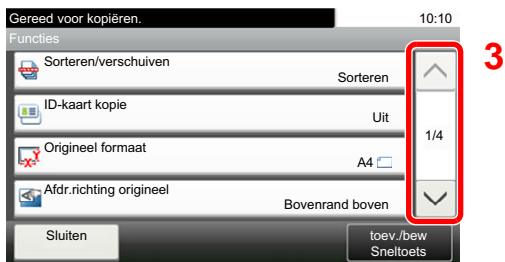 Gereed voor kopiëren. 10:10
Functies
Sorteren/verschuiven
Sorteren
ID-kaart kopie
Uit
Origineel formaat
A4
Afdr.richting origineel
Bovenrand boven
1/4
3
Sluiten
toev./bew
Sneltoets